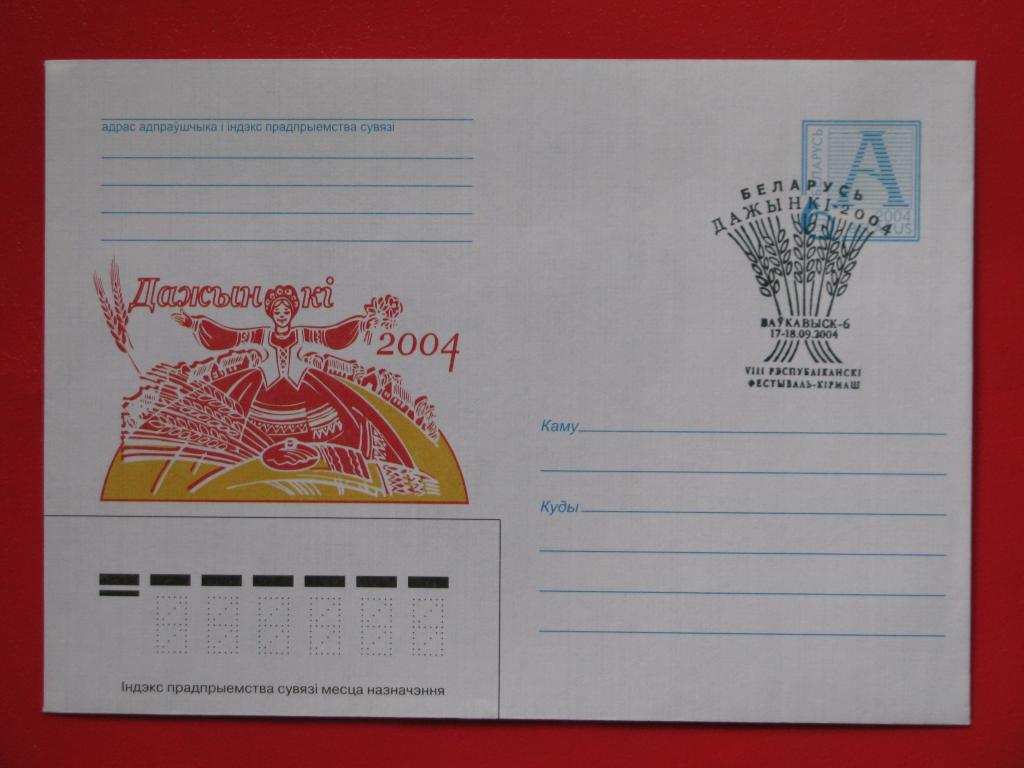 адрас адпраўшчыка і індэкс прадпрыемства сувязі
БЕЛАРУСЬ
А
2004
БЕЛАРУСЬ
ДАЖЫНКІ-2004
ВАЎКАВЫСК-6
17-18.09.2004
VIII РЭСПУБЛІКАНСКІ
ФЕСТЫВАЛЬ-КІРМАШ
Дажынкі
2004
Каму
Куды
Індэкс прадпрыемства сувязі месца назначэння